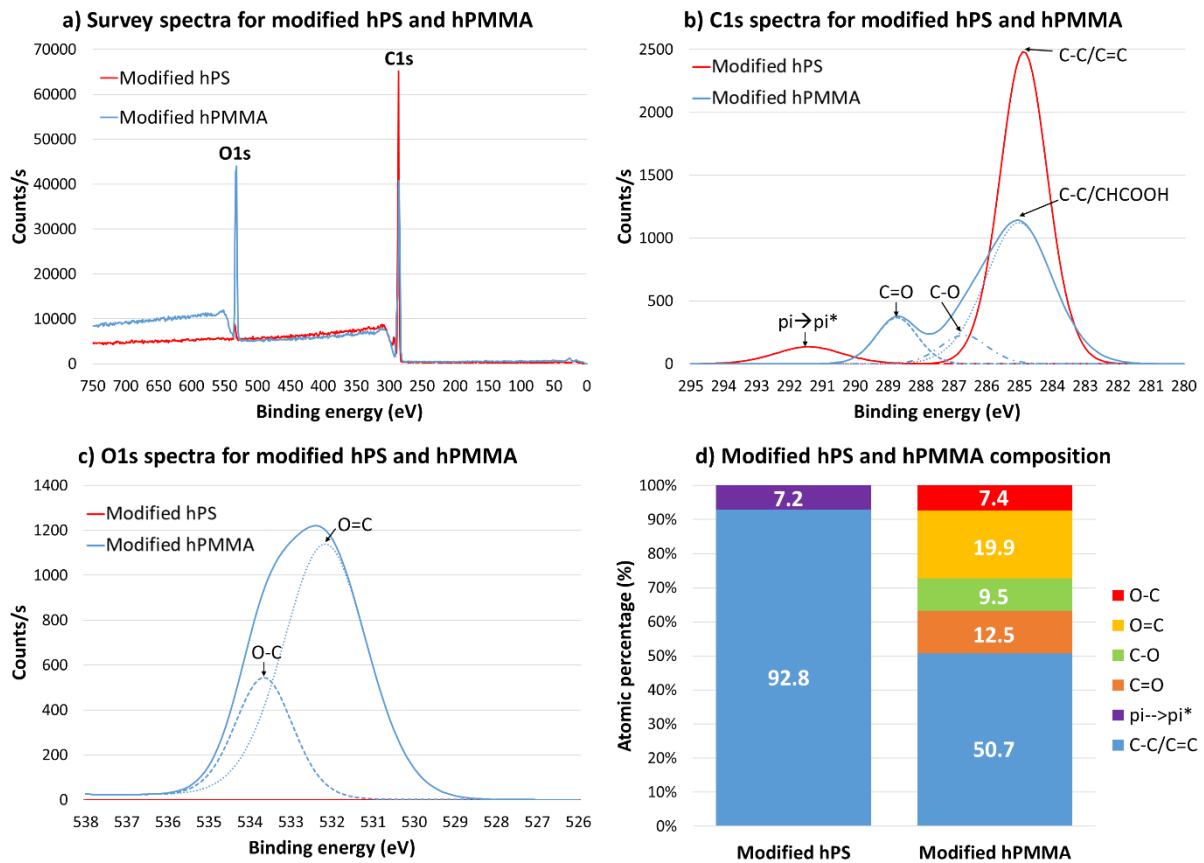 a) Survey spectra for modified hPS and hPMMA
70000
60000
50000
40000
30000
20000
10000
0
Counts/s
Modified hPS
Modified hPMMA
C1s
O1s
750 700 650 600 550 500 450 400 350 300 250 200 150 100 50 0
Binding energy (eV)
b) C1s spectra for modified hPS and hPMMA
2500
2000
1500
1000
500
0
Counts/s
Modified hPS
Modified hPMMA
C-C/C=C
C-C/CHCOOH
C=O
C-O
pi→pi*
295 294 293 292 291 290 289 288 287 286 285 284 283 282 281 280
Binding energy (eV)
c) O1s spectra for modified hPS and hPMMA
1400
1200
1000
800
600
400
200
0
Counts/s
Modified hPS
Modified hPMMA
O=C
O-C
538 537 536 535 534 533 532 531 530 529 528 527 526
Binding energy (eV)
d) Modified hPS and hPMMA composition
100%
90%
80%
70%
60%
50%
40%
30%
20%
10%
0%
Atomic percentage (%)
7.2
92.8
7.4
19.9
9.5
12.5
50.7
Modified hPS
Modified hPMMA
O-C
O=C
C-O
C=O
pi-->pi*
C-C/C=C